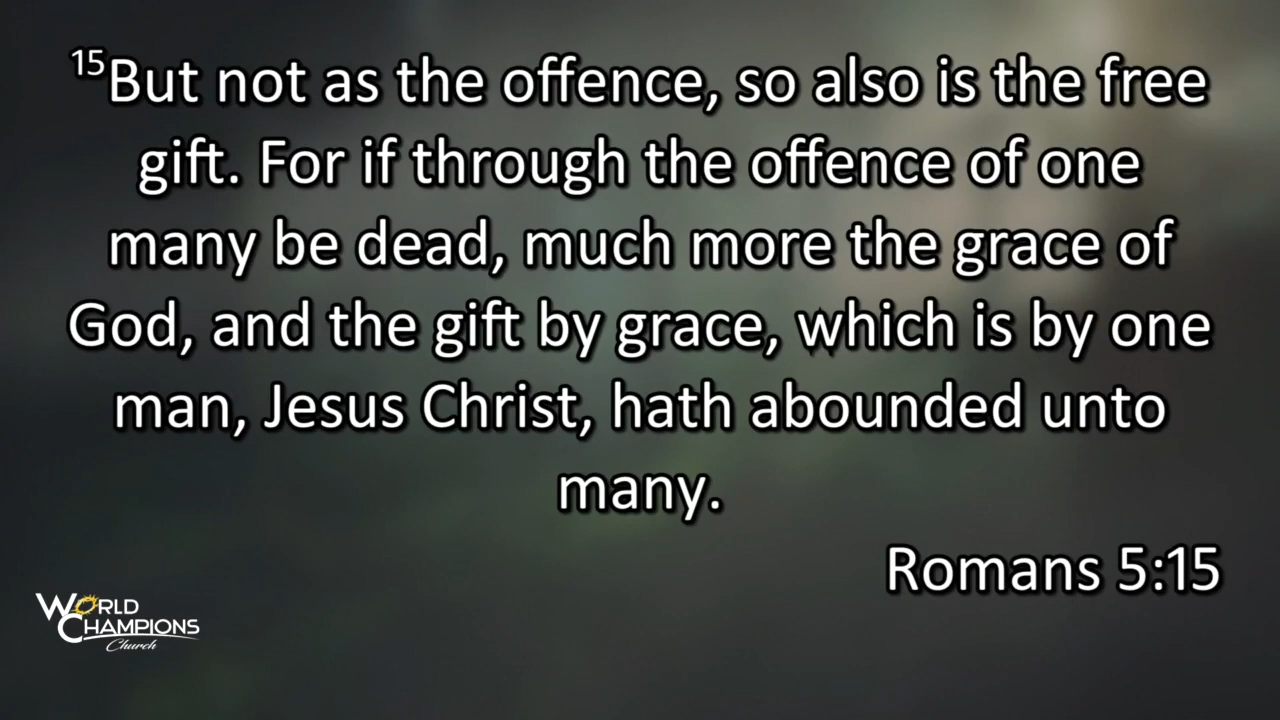 15But not as the offence, so also is the free
gift. For if through the offence of one
many be dead, much more the grace of
God, and the gift by grace, which is by one
man, Jesus Christ, hath abounded unto
many.
Romans 5:15
WORLD
CHAMPIONS
Church